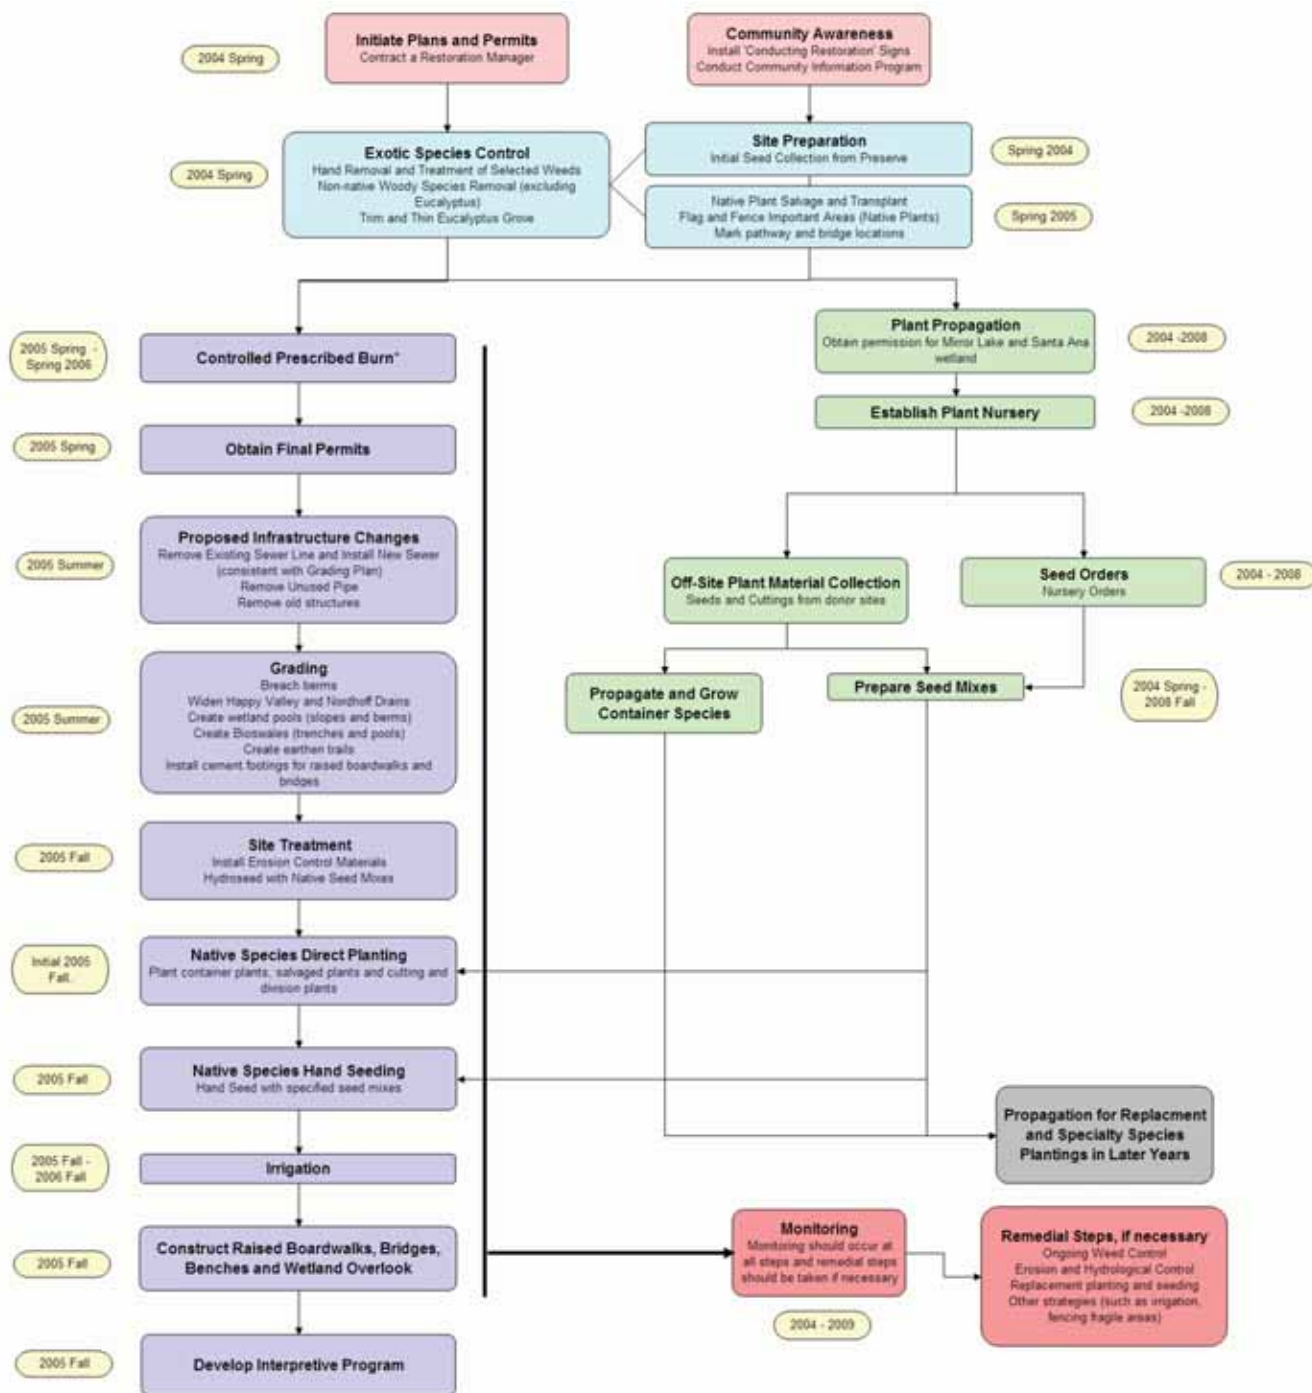 Initiate Plans and Permits
Contract a Restoration Manager
Community Awareness
Install 'Conducting Restoration' Signs
Conduct Community Information Program
2004 Spring
Exotic Species Control
Hand Removal and Treatment of Selected Weeds
Non-native Woody Species Removal (excluding
Eucalyptus)
Trim and Thin Eucalyptus Grove
2004 Spring
Site Preparation
Initial Seed Collection from Preserve
Spring 2004
Native Plant Salvage and Transplant
Flag and Fence Important Areas (Native Plants)
Mark pathway and bridge locations
Spring 2005
2005 Spring -
Spring 2006
Controlled Prescribed Burn*
Plant Propagation
Obtain permission for Mirror Lake and Santa Ana
wetland
2004 -2008
Establish Plant Nursery
2004 -2008
2005 Spring
Obtain Final Permits
2005 Summer
Proposed Infrastructure Changes
Remove Existing Sewer Line and Install New Sewer
(consistent with Grading Plan)
Remove Unused Pipe
Remove old structures
Off-Site Plant Material Collection
Seeds and Cuttings from donor sites
Seed Orders
Nursery Orders
2004 - 2008
2005 Summer
Grading
Breach berms
Widen Happy Valley and Nordhoff Drains
Create wetland pools (slopes and berms)
Create Bioswales (trenches and pools)
Create earthen trails
Install cement footings for raised boardwalks and
bridges
Propagate and Grow
Container Species
Prepare Seed Mixes
2004 Spring -
2008 Fall
2005 Fall
Site Treatment
Install Erosion Control Materials
Hydroseed with Native Seed Mixes
Initial 2005
Fall.
Native Species Direct Planting
Plant container plants, salvaged plants and cutting and
division plants
2005 Fall
Native Species Hand Seeding
Hand Seed with specified seed mixes
Propagation for Replacment
and Specialty Species
Plantings in Later Years
2005 Fall -
2006 Fall
Irrigation
2005 Fall
Construct Raised Boardwalks, Bridges,
Benches and Wetland Overlook
Monitoring
Monitoring should occur at
all steps and remedial steps
should be taken if necessary
2004 - 2009
Remedial Steps, if necessary
Ongoing Weed Control
Erosion and Hydrological Control
Replacement planting and seeding
Other strategies (such as irrigation,
fencing fragile areas)
2005 Fall
Develop Interpretive Program